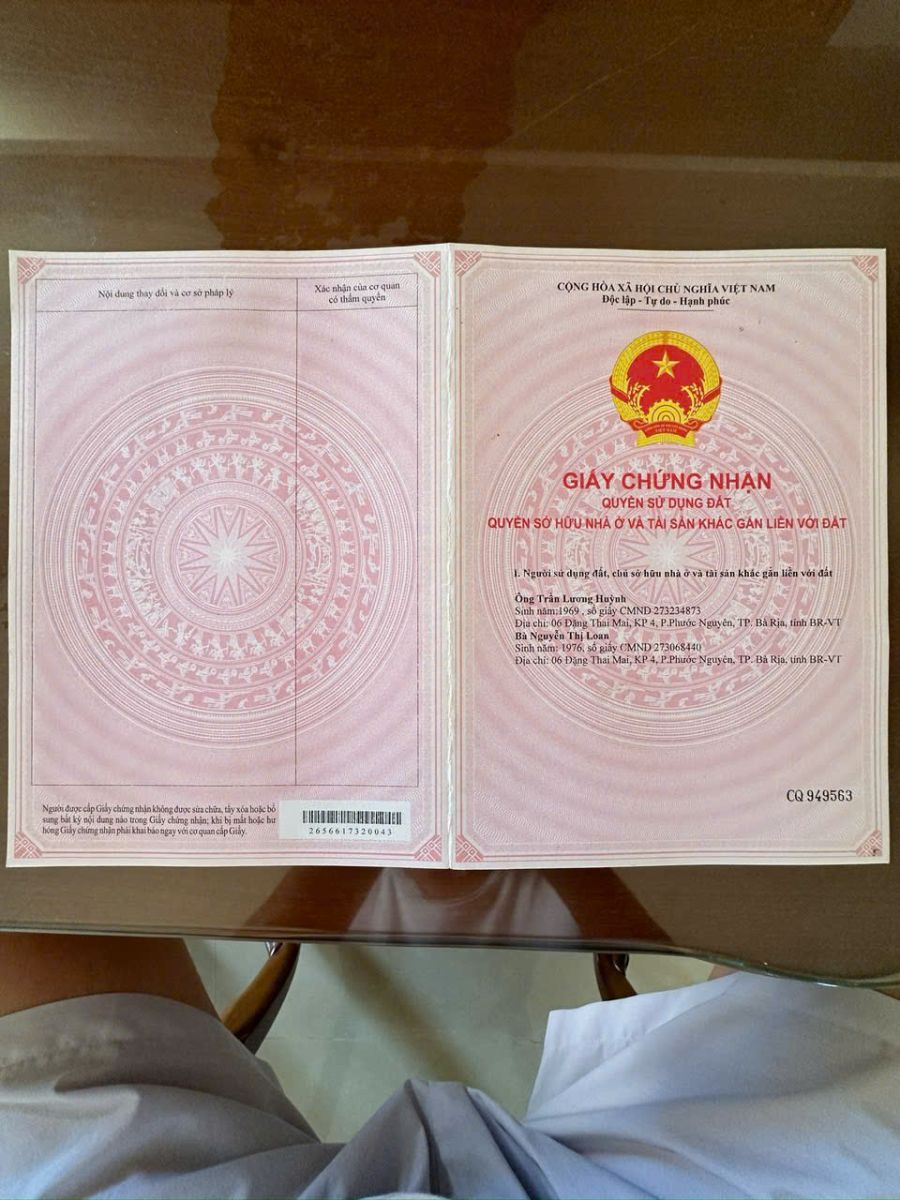 Nội dung thay đổi và cơ sở pháp lý
Xác nhận của cơ quan
có thẩm quyền
Người được cấp Giấy chứng nhận không được sửa chữa, tẩy xóa hoặc bổ
sung bất kỳ nội dung nào trong Giấy chứng nhận; khi bị mất hoặc hư
hỏng Giấy chứng nhận phải khai báo ngay với cơ quan cấp Giấy.
2656617320043
CỘNG HÒA XÃ HỘI CHỦ NGHĨA VIỆT NAM
Độc lập - Tự do - Hạnh phúc
VIỆT NAM
GIẤY CHỨNG NHẬN
QUYỀN SỬ DỤNG ĐẤT
QUYỀN SỞ HỮU NHÀ Ở VÀ TÀI SẢN KHÁC GẮN LIỀN VỚI ĐẤT
I. Người sử dụng đất, chủ sở hữu nhà ở và tài sản khác gắn liền với đất
Ông Trần Lương Huỳnh
Sinh năm:1969 , số giấy CMND 273234873
Địa chỉ: 06 Đặng Thai Mai, KP 4, P.Phước Nguyên, TP. Bà Rịa, tỉnh BR-VT
Bà Nguyễn Thị Loan
Sinh năm: 1976, số giấy CMND 273068440
Địa chỉ: 06 Đặng Thai Mai, KP 4, P.Phước Nguyên, TP. Bà Rịa, tỉnh BR-VT
CQ 949563